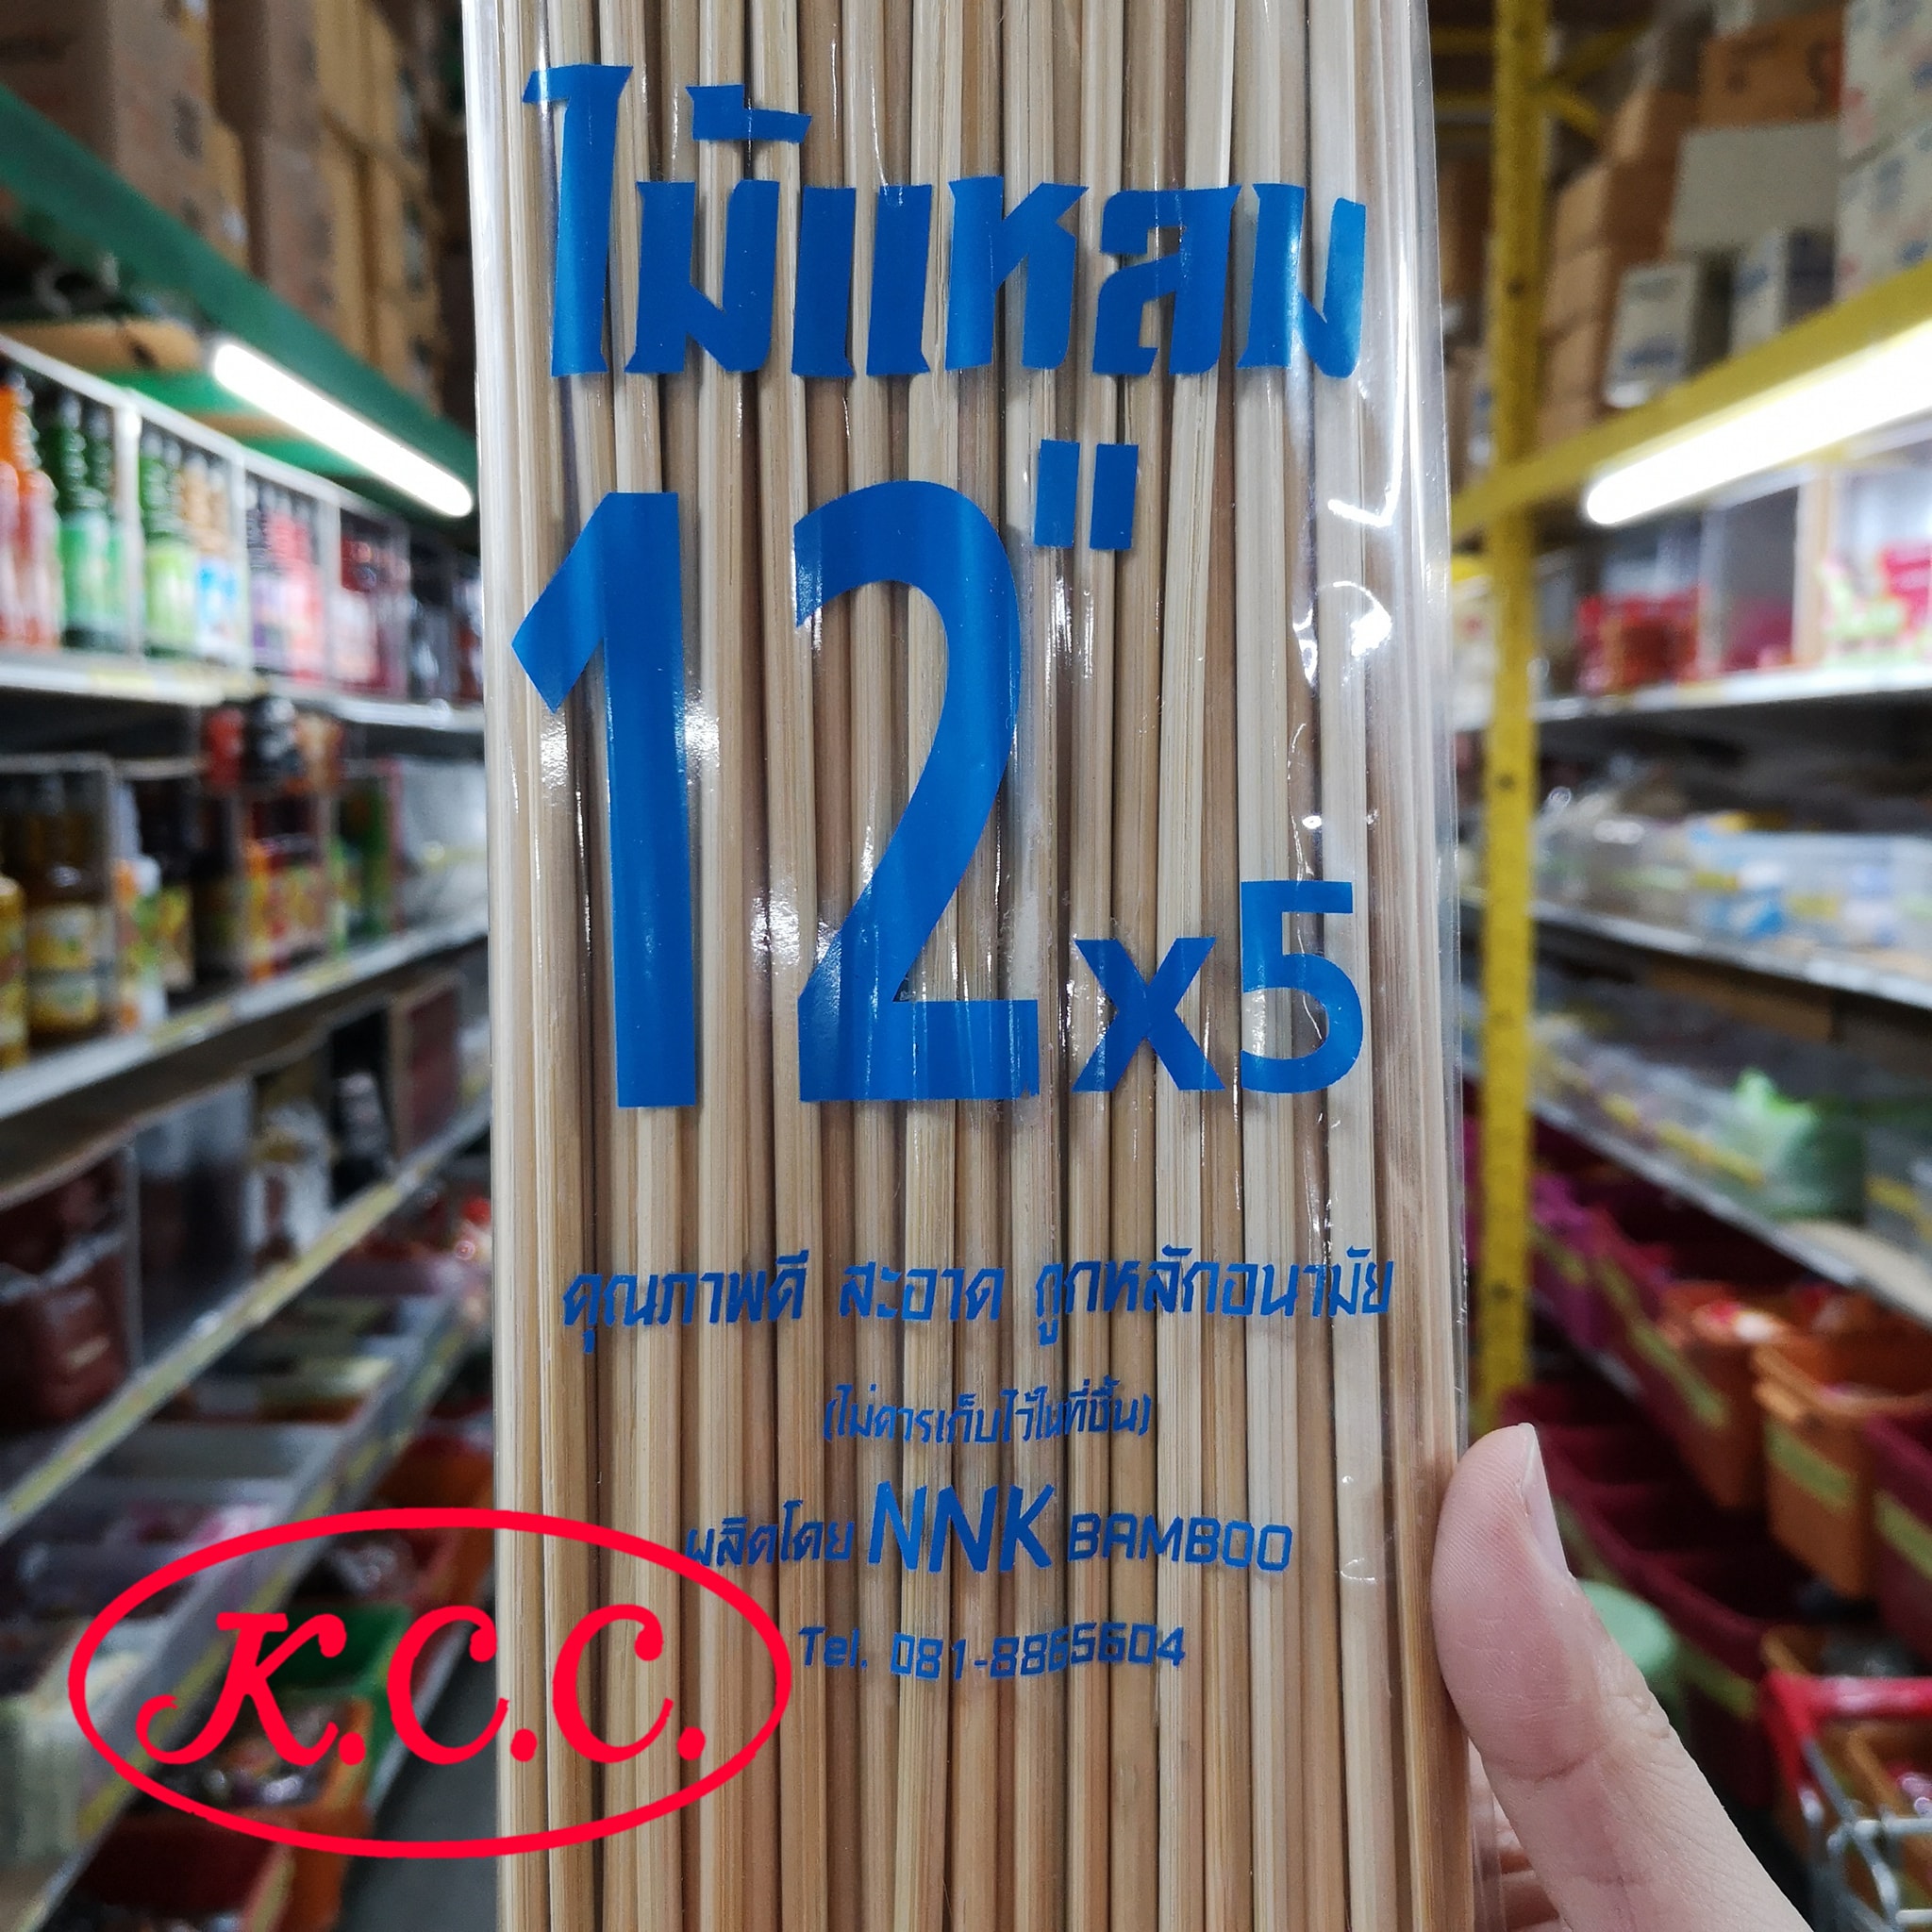 ไม้แหลม
12"x5
คุณภาพดี สะอาด ถูกหลักอนามัย
(ไม่ควรเก็บไว้ในที่ชื้น)
ผลิตโดย NNK BAMBOO
Tel. 081-8865604
K.C.C.